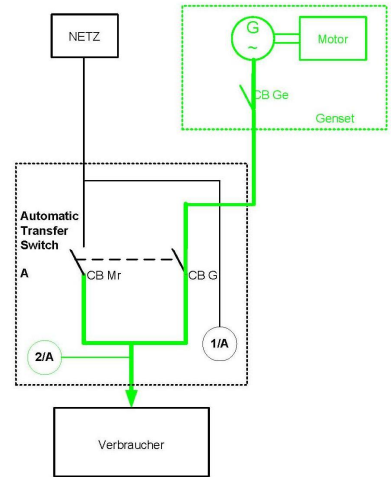 NETZ
G
~
Motor
CB Ge
Genset
Automatic
Transfer
Switch
A
CB Mr
CB G
1/A
2/A
Verbraucher